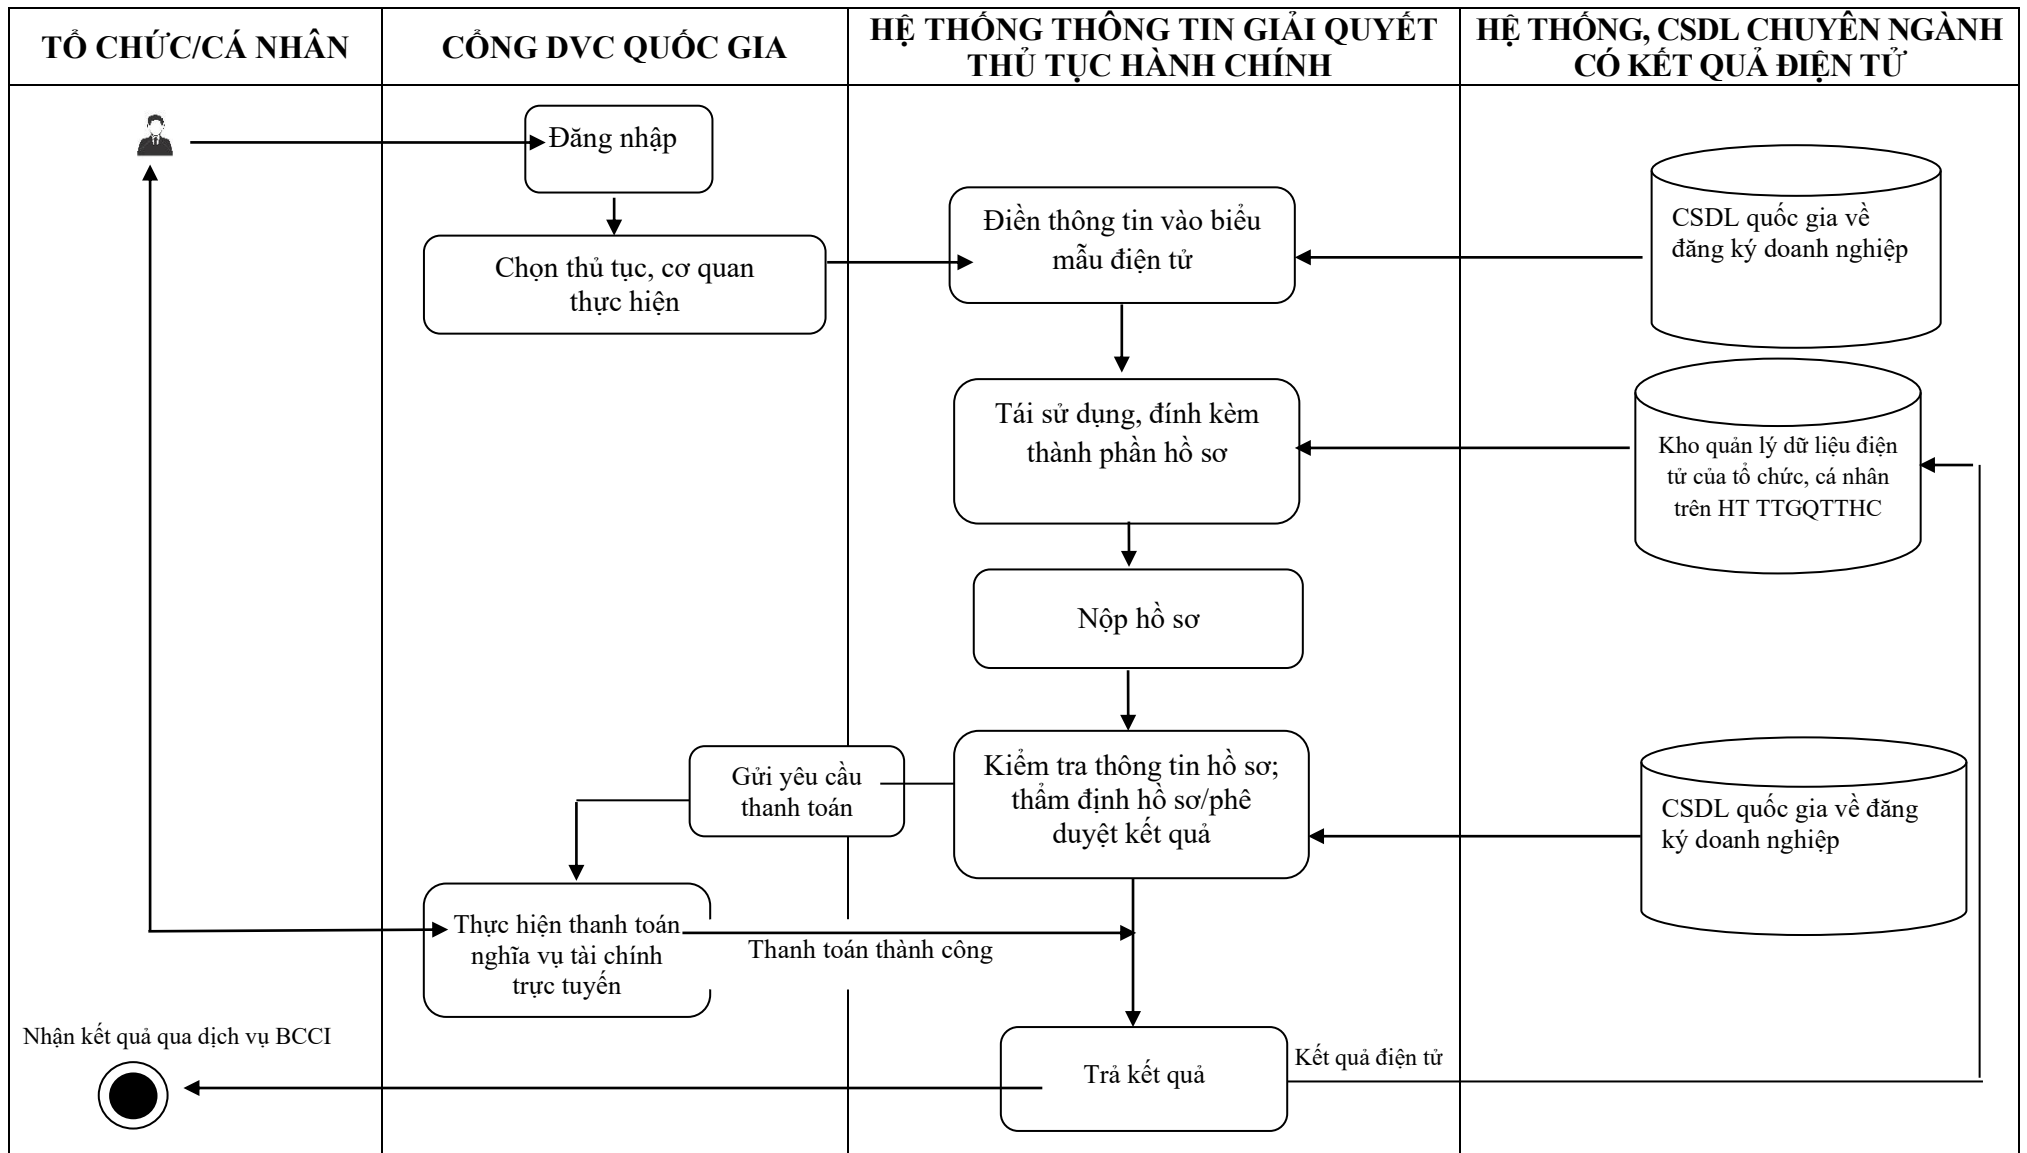 TỔ CHỨC/CÁ NHÂN
CỔNG DVC QUỐC GIA
HỆ THỐNG THÔNG TIN GIẢI QUYẾT
THỦ TỤC HÀNH CHÍNH
HỆ THỐNG, CSDL CHUYÊN NGÀNH
CÓ KẾT QUẢ ĐIỆN TỬ
Đăng nhập
Chọn thủ tục, cơ quan
thực hiện
Điền thông tin vào biểu
mẫu điện tử
CSDL quốc gia về
đăng ký doanh nghiệp
Tái sử dụng, đính kèm
thành phần hồ sơ
Kho quản lý dữ liệu điện
tử của tổ chức, cá nhân
trên HT TTGQTTHC
Nộp hồ sơ
Gửi yêu cầu
thanh toán
Kiểm tra thông tin hồ sơ;
thẩm định hồ sơ/phê
duyệt kết quả
CSDL quốc gia về đăng
ký doanh nghiệp
Thực hiện thanh toán
nghĩa vụ tài chính
trực tuyến
Thanh toán thành công
Nhận kết quả qua dịch vụ BCCI
Trả kết quả
Kết quả điện tử